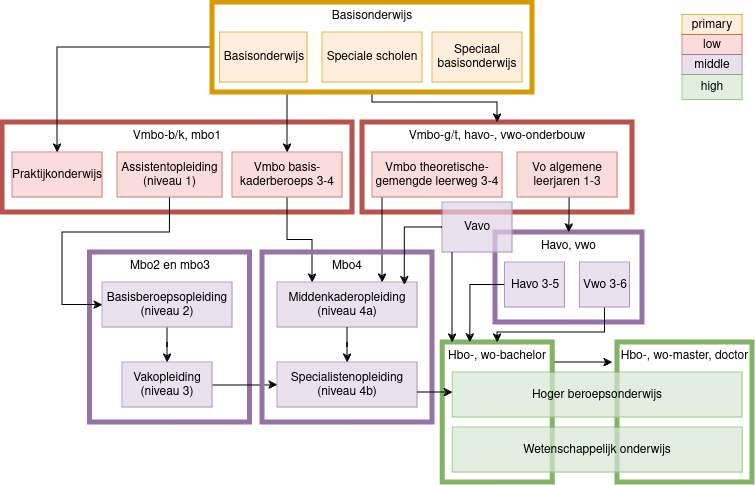 Basisonderwijs
Basisonderwijs
Speciale scholen
Speciaal
basisonderwijs
primary
low
middle
high
Vmbo-b/k, mbo1
Praktijkonderwijs
Assistentopleiding
(niveau 1)
Vmbo basis-
kaderberoeps 3-4
Vmbo-g/t, havo-, vwo-onderbouw
Vmbo theoretische-
gemengde leerweg 3-4
Vo algemene
leerjaren 1-3
Vavo
Havo, vwo
Havo 3-5
Vwo 3-6
Mbo2 en mbo3
Basisberoepsopleiding
(niveau 2)
Vakopleiding
(niveau 3)
Mbo4
Middenkaderopleiding
(niveau 4a)
Specialistenopleiding
(niveau 4b)
Hbo-, wo-bachelor
Hbo-, wo-master, doctor
Hoger beroepsonderwijs
Wetenschappelijk onderwijs